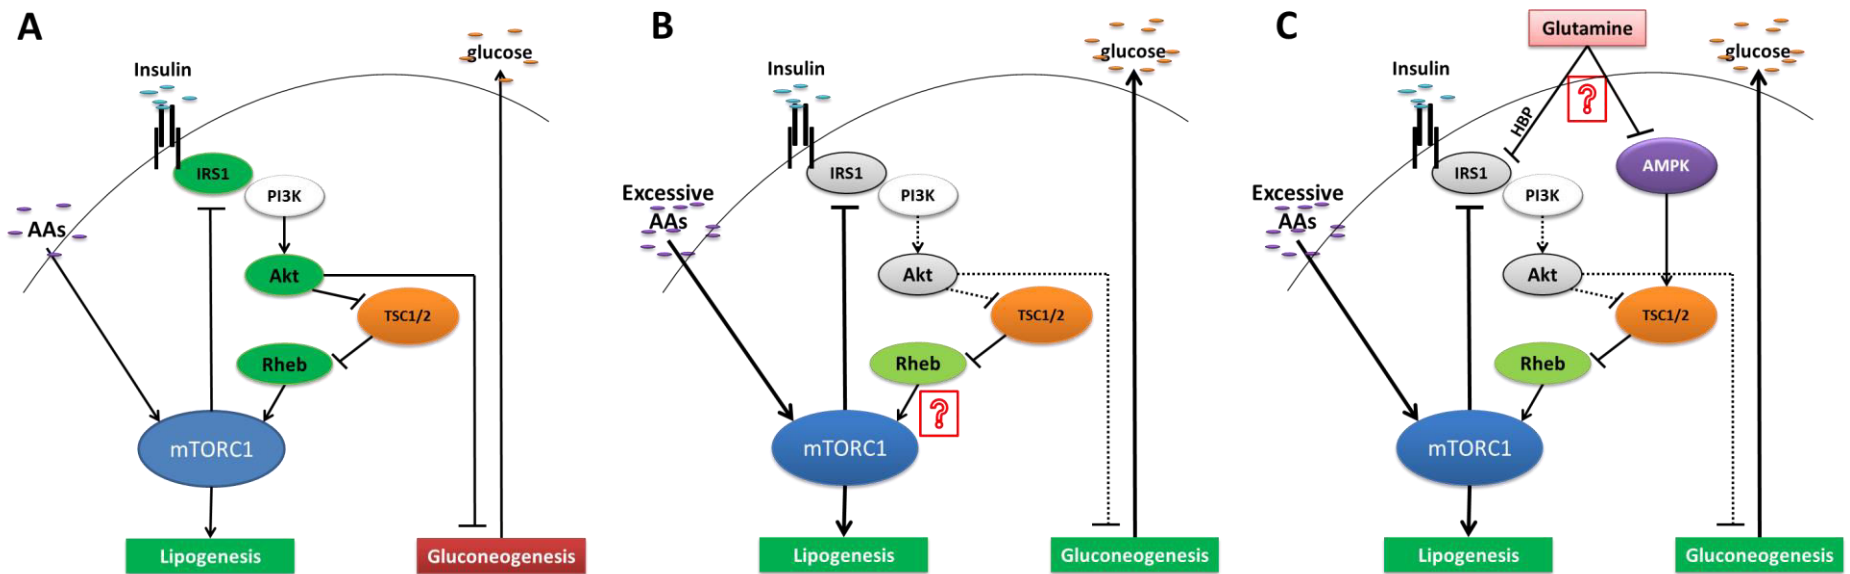 A
glucose
Insulin
IRS1
PI3K
AAs
Akt
TSC1/2
Rheb
mTORC1
Lipogenesis
Gluconeogenesis
B
glucose
Insulin
IRS1
PI3K
Excessive
AAs
Akt
TSC1/2
Rheb
?
mTORC1
Lipogenesis
Gluconeogenesis
C
Glutamine
glucose
Insulin
?
HBP
IRS1
AMPK
PI3K
Excessive
AAs
Akt
TSC1/2
Rheb
mTORC1
Lipogenesis
Gluconeogenesis